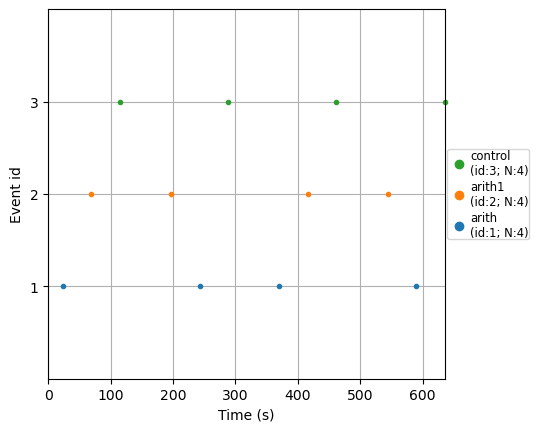 3
2
1
Event id
0
100
200
300
400
500
600
Time (s)
control
(id:3; N:4)
arith1
(id:2; N:4)
arith
(id:1; N:4)